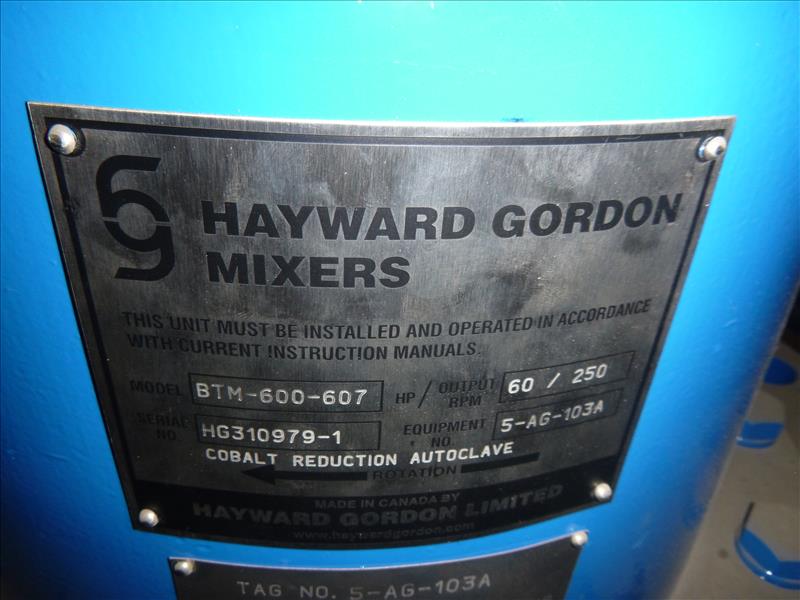 HAYWARD GORDON
MIXERS
THIS UNIT MUST BE INSTALLED AND OPERATED IN ACCORDANCE
WITH CURRENT INSTRUCTION MANUALS.
MODEL BTM-600-607 HP / OUTPUT RPM 60 / 250
SERIAL NO. HG310979-1 EQUIPMENT NO. 5-AG-103A
COBALT REDUCTION AUTOCLAVE
ROTATION
MADE IN CANADA BY
HAYWARD GORDON LIMITED
www.haywardgordon.com
TAG NO. 5-AG-103A